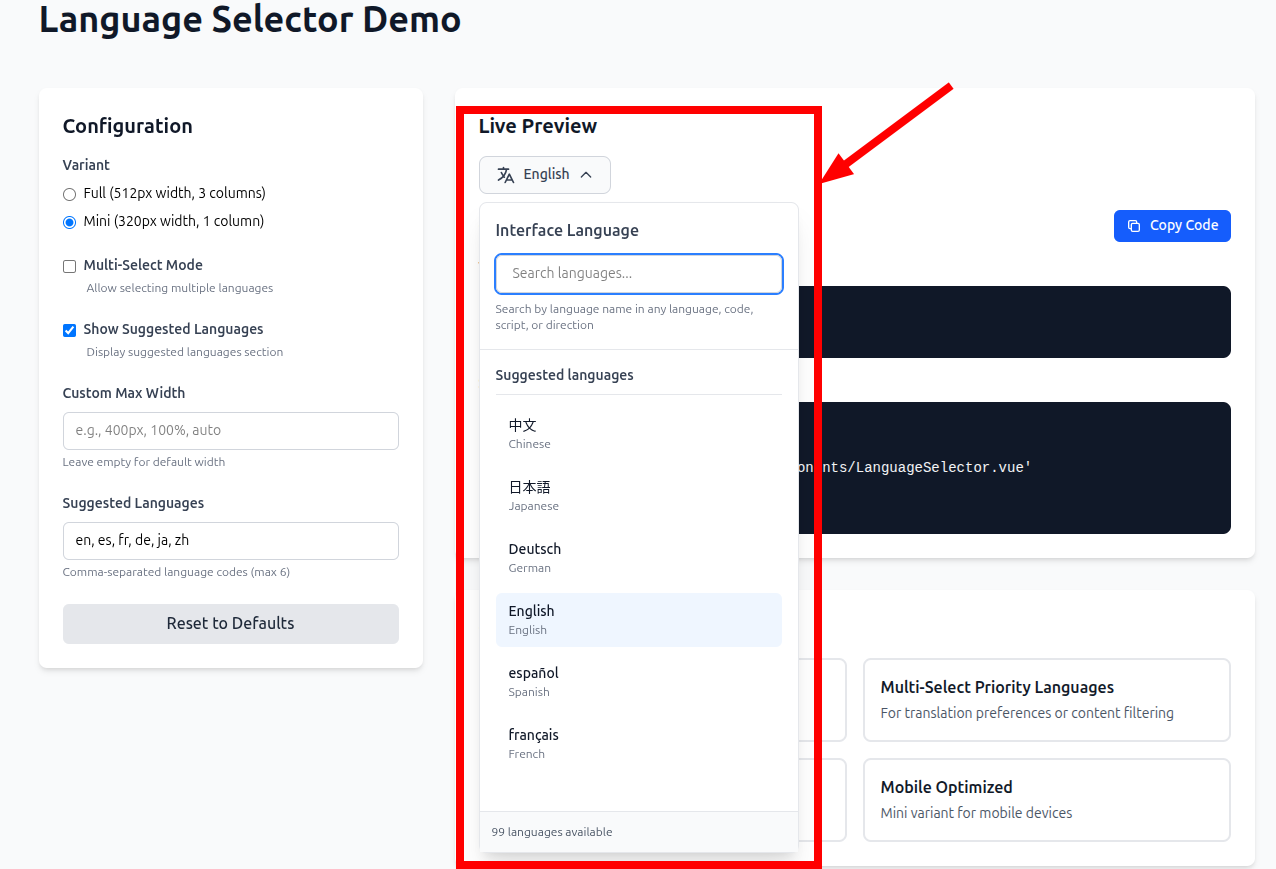 Language Selector Demo
Configuration
Variant
Full (512px width, 3 columns)
Mini (320px width, 1 column)
Multi-Select Mode
Allow selecting multiple languages
Show Suggested Languages
Display suggested languages section
Custom Max Width
e.g., 400px, 100%, auto
Leave empty for default width
Suggested Languages
en, es, fr, de, ja, zh
Comma-separated language codes (max 6)
Reset to Defaults
Live Preview
English
Interface Language
Search languages...
Search by language name in any language, code,
script, or direction
Suggested languages
中文
Chinese
日本語
Japanese
Deutsch
German
English
English
español
Spanish
français
French
99 languages available
Copy Code
onents/LanguageSelector.vue'
Multi-Select Priority Languages
For translation preferences or content filtering
Mobile Optimized
Mini variant for mobile devices